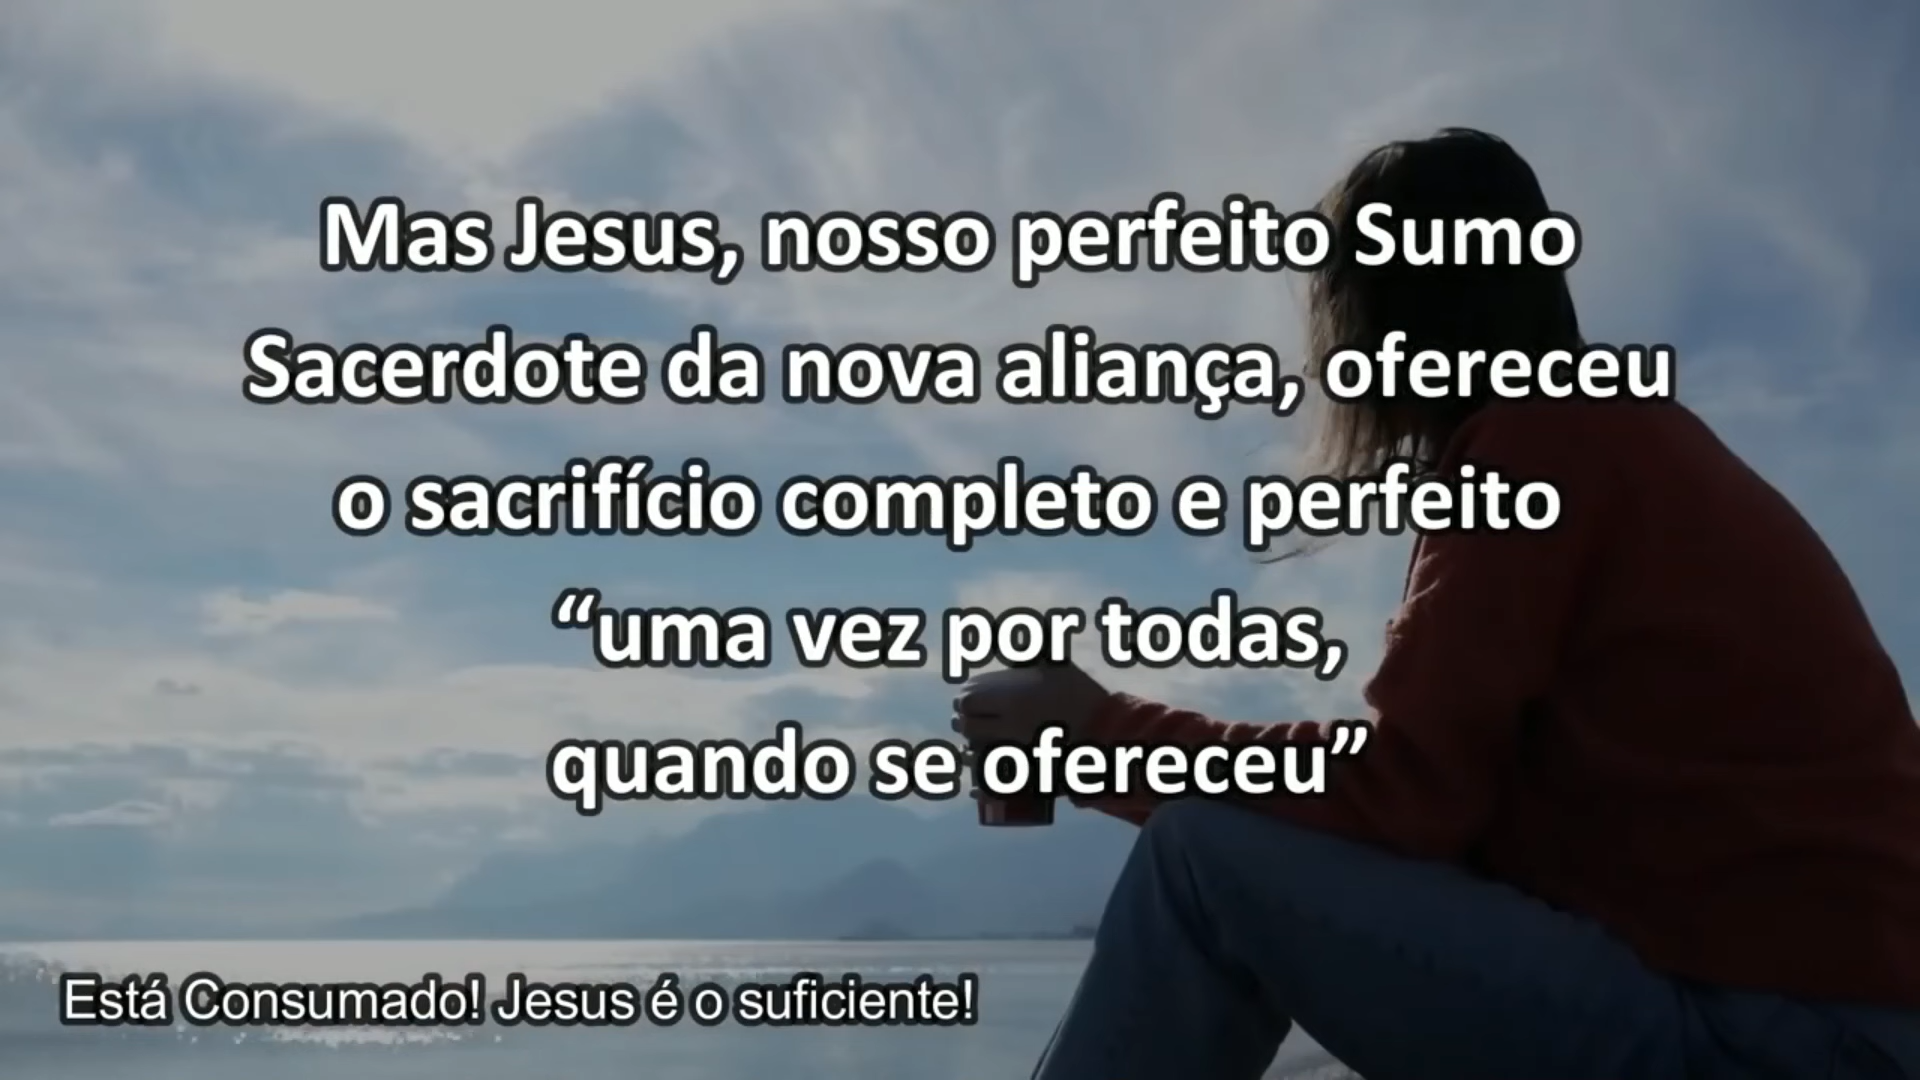 Mas Jesus, nosso perfeito Sumo
Sacerdote da nova aliança, ofereceu
o sacrifício completo e perfeito
“uma vez por todas,
quando se ofereceu”
Está Consumado! Jesus é o suficiente!